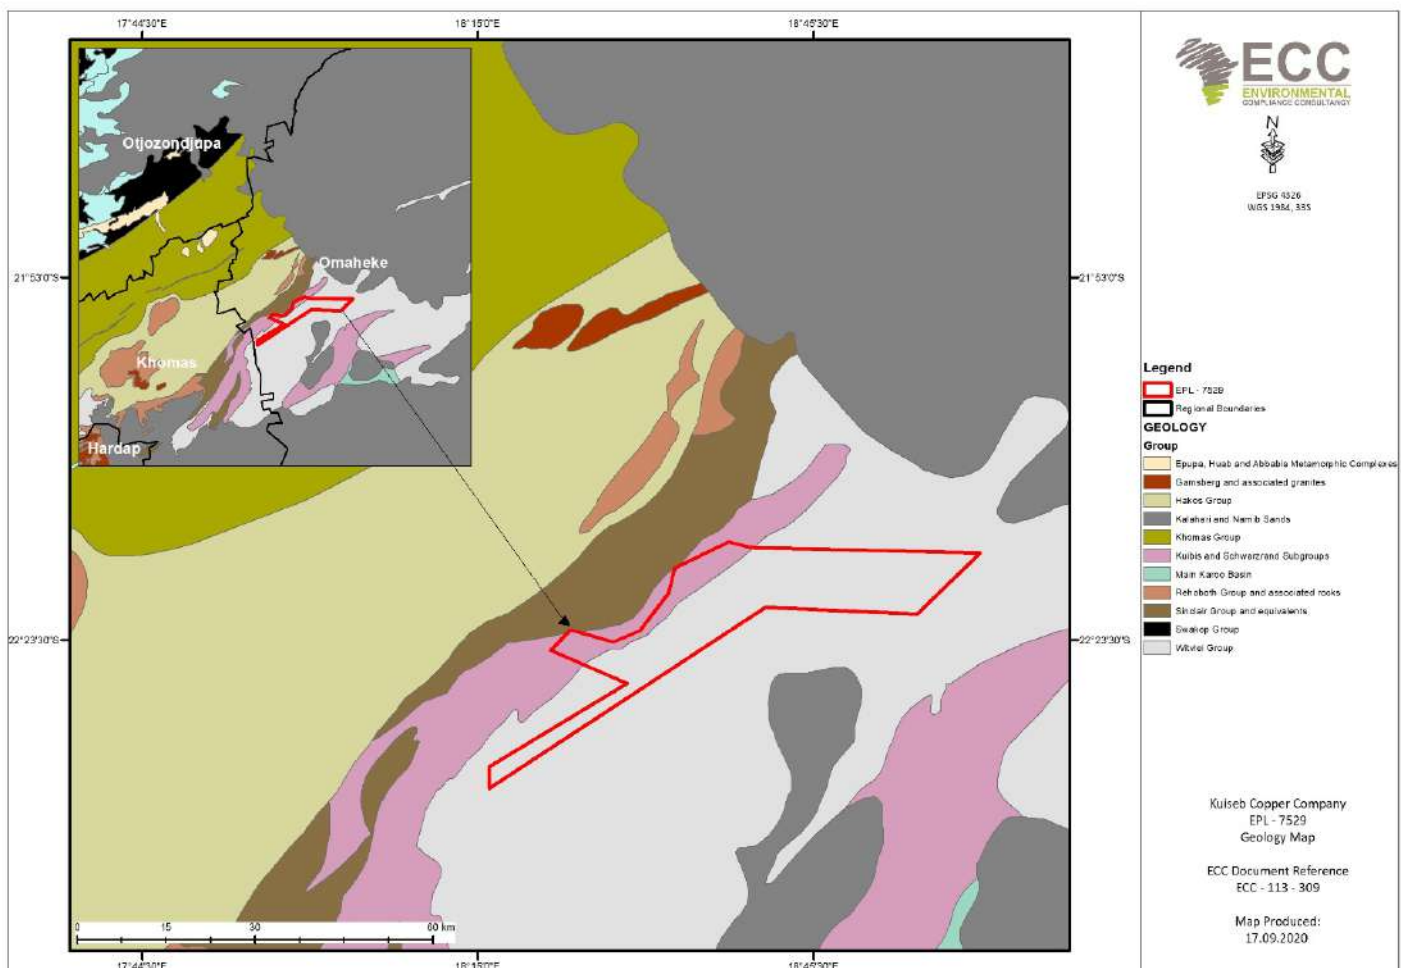 17°44'30"E
18°15'0"E
18°45'30"E
21°53'0"S
21°53'0"S
22°23'30"S
22°23'30"S
Otjozondjupa
Omaheke
Khomas
Hardap
0 15 30 60 km
17°44'30"E
18°15'0"E
18°45'30"E
ECC
ENVIRONMENTAL
COMPLIANCE CONSULTANCY
N
EPSG 4326
WGS 1984, 33S
Legend
EPL - 7529
Regional Boundaries
GEOLOGY
Group
Epupa, Huab and Abbabis Metamorphic Complexes
Gamsberg and associated granites
Hakos Group
Kalahari and Namib Sands
Khomas Group
Kuibis and Schwarzrand Subgroups
Main Karoo Basin
Rehoboth Group and associated rocks
Sinclair Group and equivalents
Swakop Group
Witvlei Group
Kuiseb Copper Company
EPL - 7529
Geology Map
ECC Document Reference
ECC - 113 - 309
Map Produced:
17.09.2020